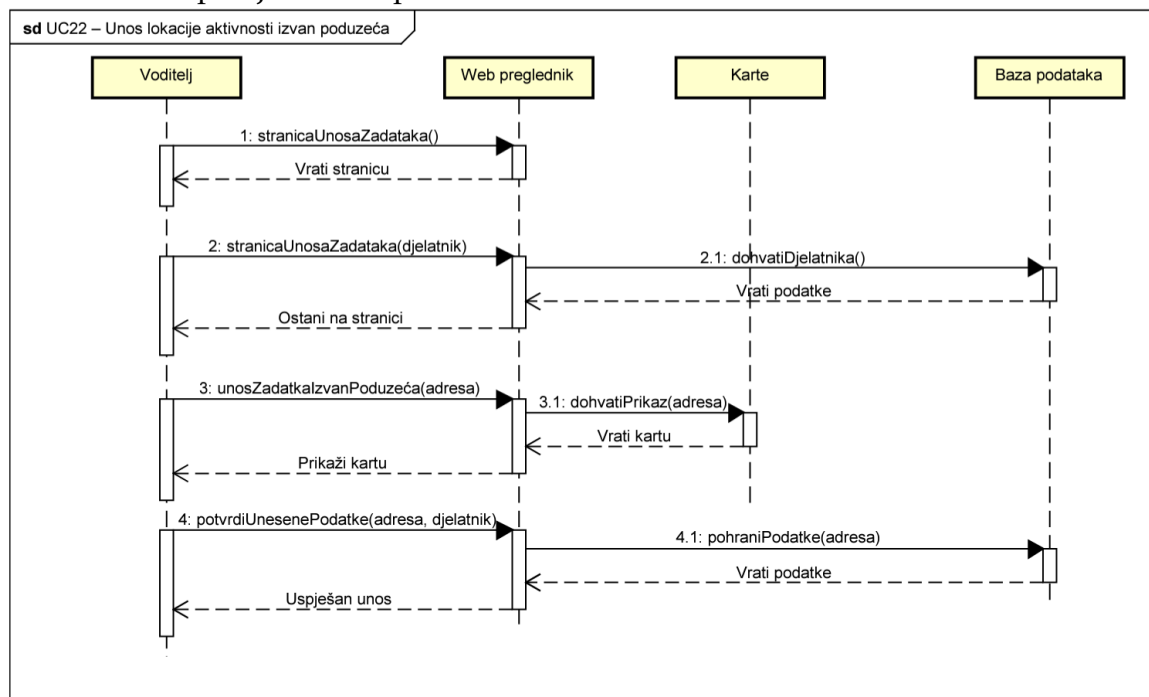 sd UC22 – Unos lokacije aktivnosti izvan poduzeća
Voditelj
Web preglednik
Karte
Baza podataka
1: stranicaUnosaZadataka()
Vrati stranicu
2: stranicaUnosaZadataka(djelatnik)
2.1: dohvatiDjelatnika()
Vrati podatke
Ostani na stranici
3: unosZadatkaIzvanPoduzeća(adresa)
3.1: dohvatiPrikaz(adresa)
Vrati kartu
Prikaži kartu
4: potvrdiUnesenePodatke(adresa, djelatnik)
4.1: pohraniPodatke(adresa)
Vrati podatke
Uspješan unos